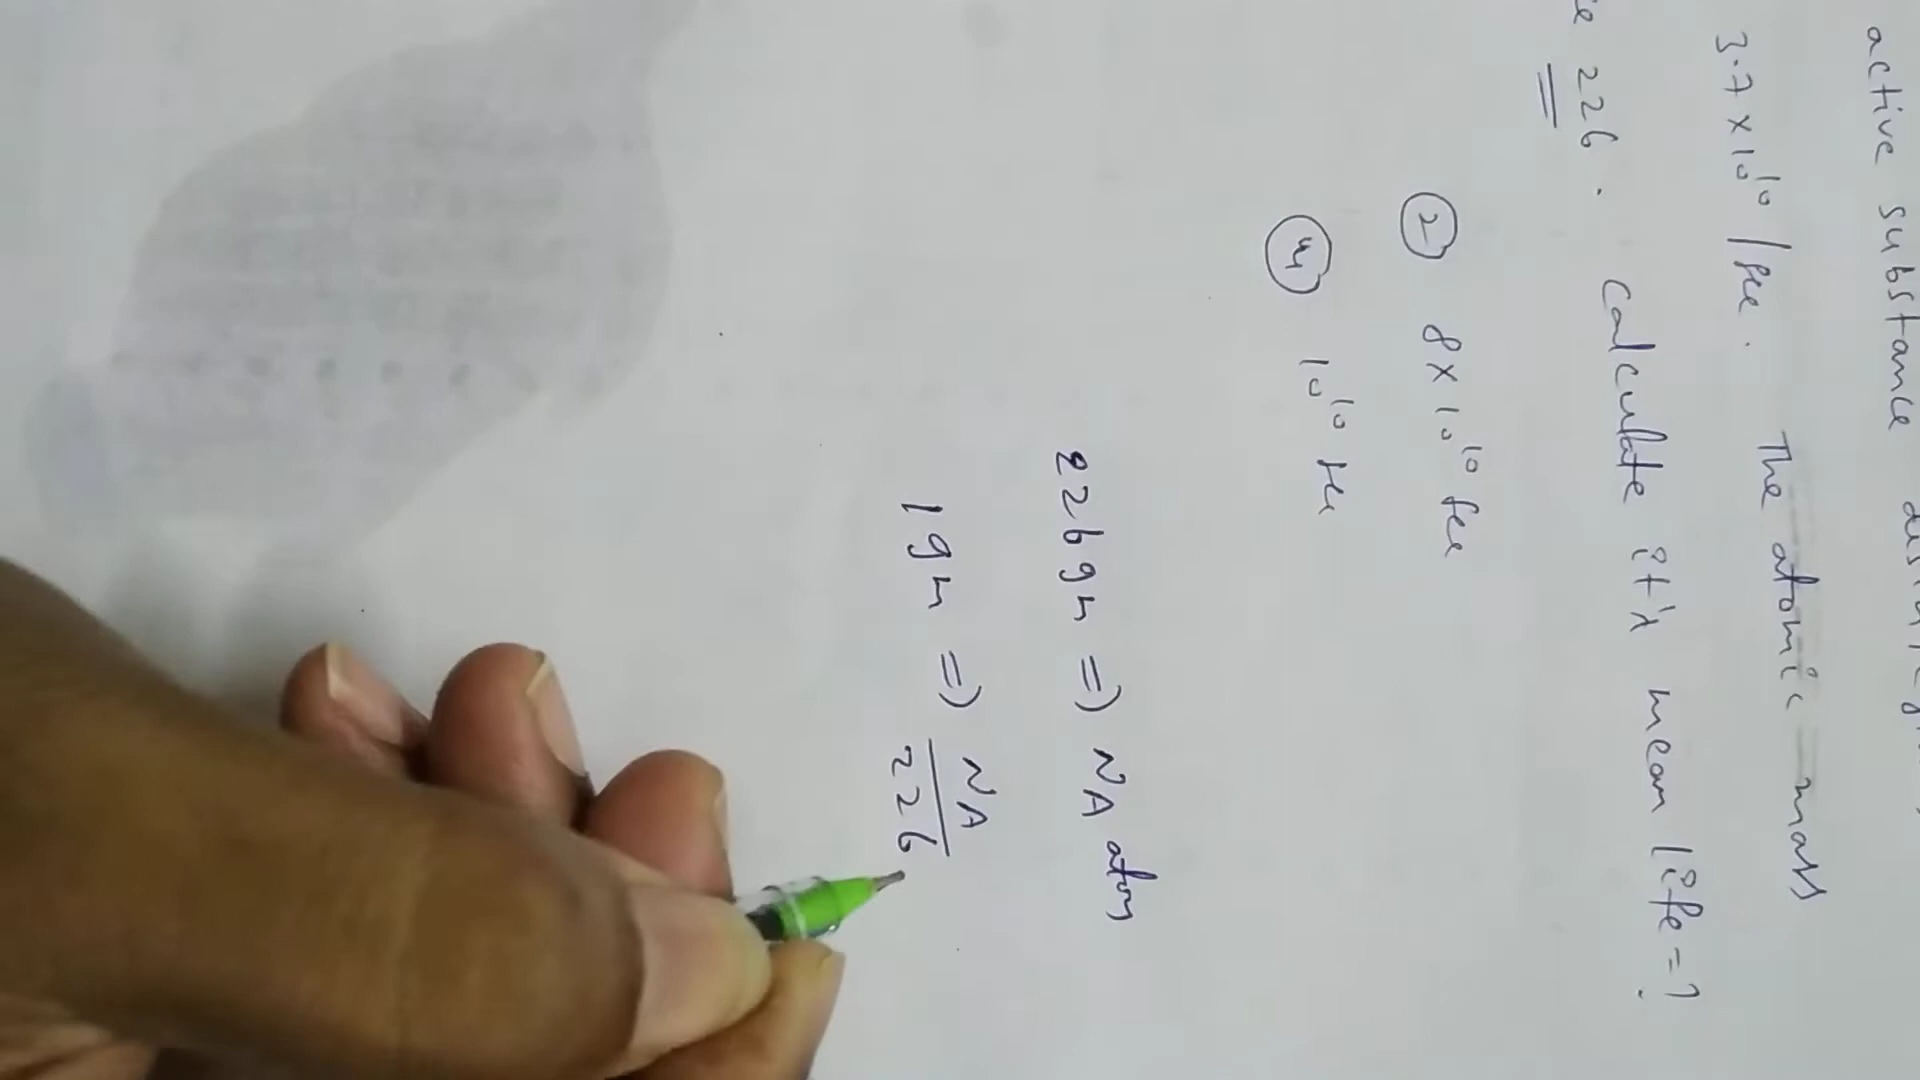 active substance
3.7 × 10¹⁰ / sec. The atomic mass
226. Calculate it's mean life = ?
② 8 × 10¹⁰ sec
④ 10¹⁰ sec
226 gm ⇒ NA atom
1 gm ⇒ NA / 226